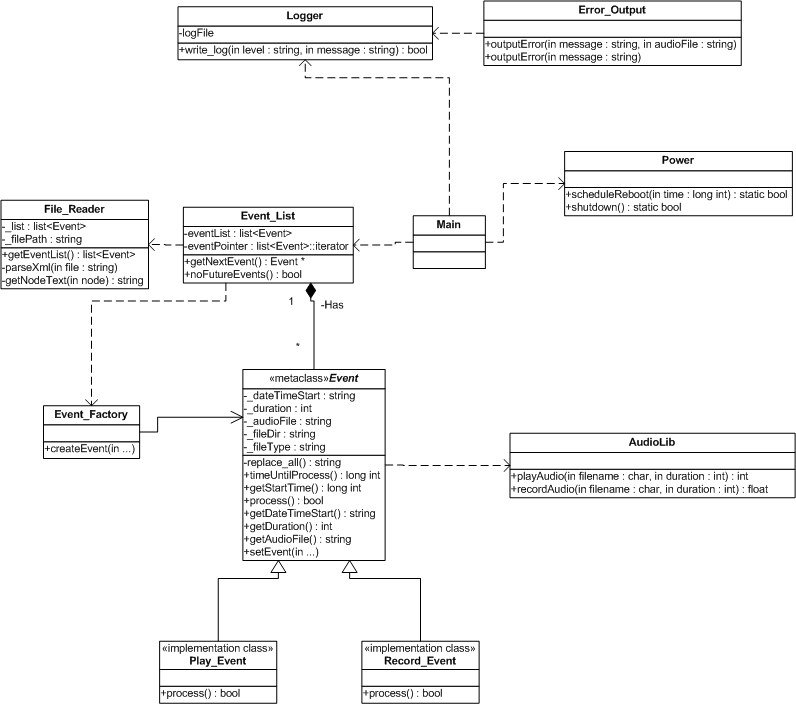 Logger
-logFile
+write_log(in level : string, in message : string) : bool
Error_Output
+outputError(in message : string, in audioFile : string)
+outputError(in message : string)
Power
+scheduleReboot(in time : long int) : static bool
+shutdown() : static bool
File_Reader
-_list : list<Event>
-_filePath : string
+getEventList() : list<Event>
-parseXml(in file : string)
-getNodeText(in node) : string
Event_List
-eventList : list<Event>
-eventPointer : list<Event>::iterator
+getNextEvent() : Event *
+noFutureEvents() : bool
Main
1
-Has
*
«metaclass»Event
-_dateTimeStart : string
-_duration : int
-_audioFile : string
-_fileDir : string
-_fileType : string
-replace_all() : string
+timeUntilProcess() : long int
+getStartTime() : long int
+process() : bool
+getDateTimeStart() : string
+getDuration() : int
+getAudioFile() : string
+setEvent(in ...)
Event_Factory
+createEvent(in ...)
AudioLib
+playAudio(in filename : char, in duration : int) : int
+recordAudio(in filename : char, in duration : int) : float
«implementation class»
Play_Event
+process() : bool
«implementation class»
Record_Event
+process() : bool